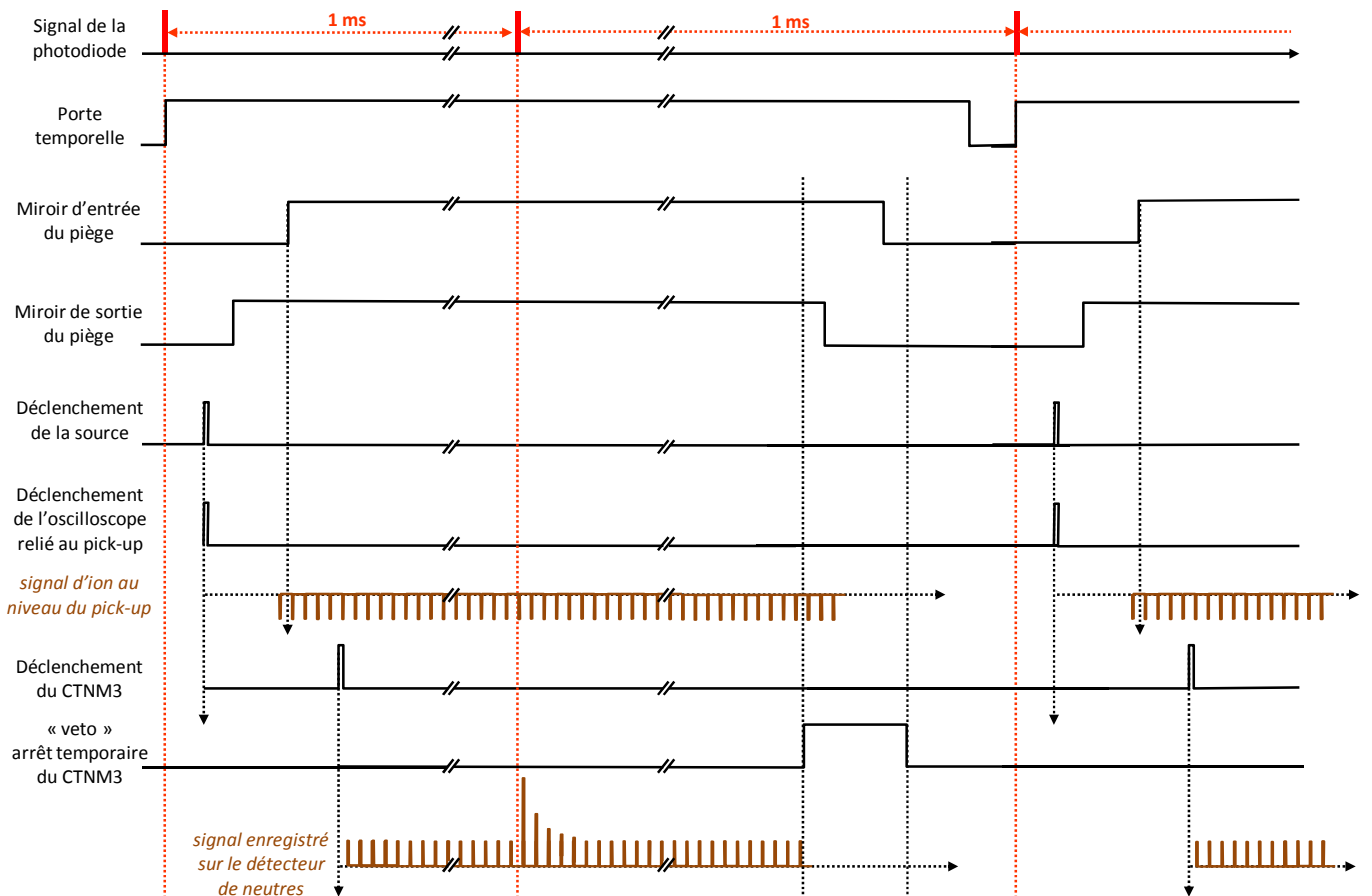 Signal de la
photodiode
1 ms
1 ms
Porte
temporelle
Miroir d'entrée
du piège
Miroir de sortie
du piège
Déclenchement
de la source
Déclenchement
de l'oscilloscope
relié au pick-up
signal d'ion au
niveau du pick-up
Déclenchement
du CTNM3
« veto »
arrêt temporaire
du CTNM3
signal enregistré
sur le détecteur
de neutres